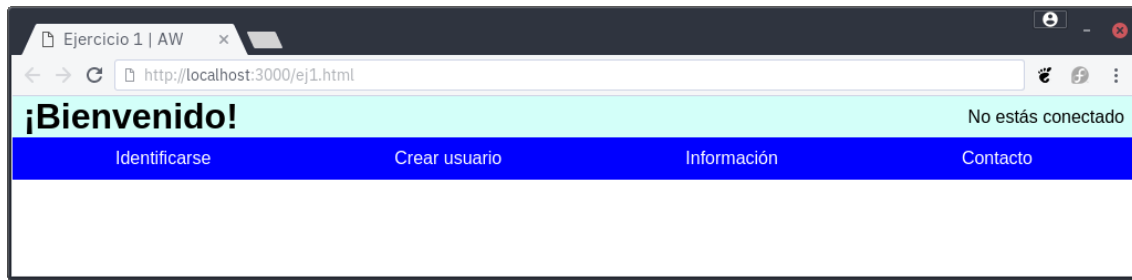 Ejercicio 1 | AW
http://localhost:3000/ej1.html
¡Bienvenido! No estás conectado
Identificarse Crear usuario Información Contacto